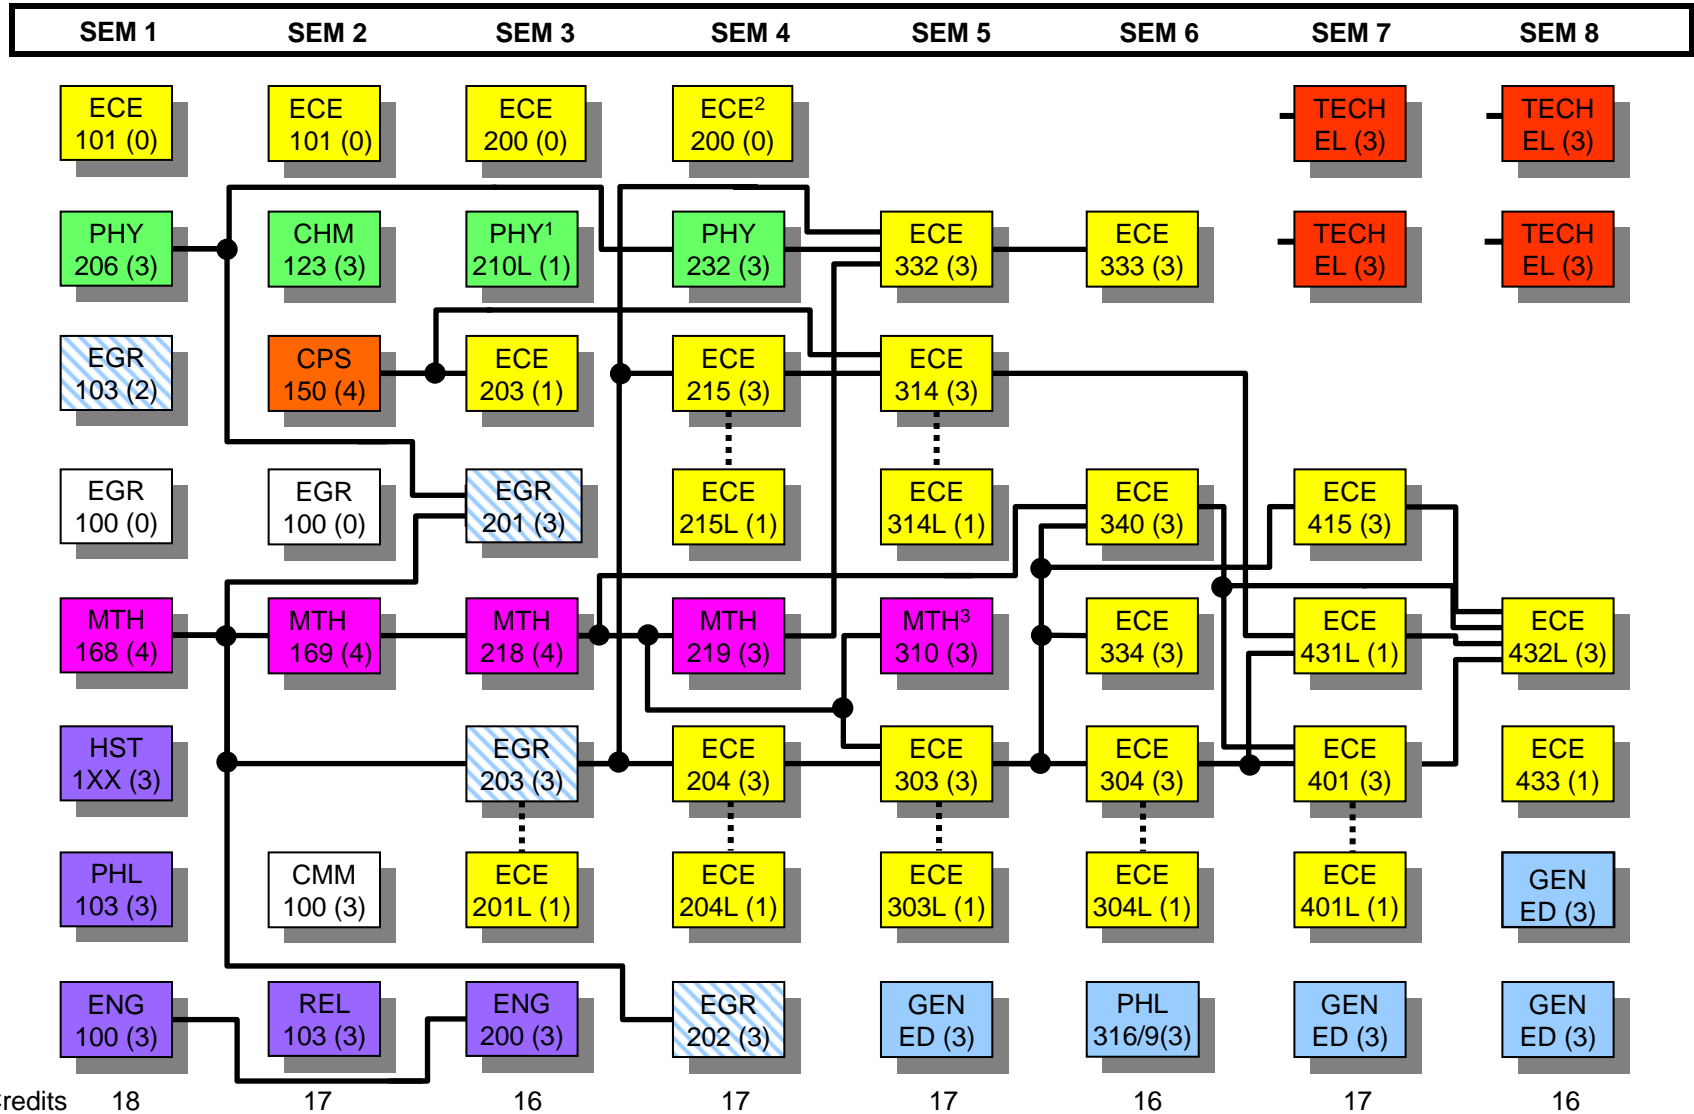 SEM 1 SEM 2 SEM 3 SEM 4 SEM 5 SEM 6 SEM 7 SEM 8
ECE ECE ECE ECE² TECH TECH
101 (0) 101 (0) 200 (0) 200 (0) EL (3) EL (3)
PHY CHM PHY¹ PHY ECE ECE TECH TECH
206 (3) 123 (3) 210L (1) 232 (3) 332 (3) 333 (3) EL (3) EL (3)
EGR CPS ECE ECE ECE
103 (2) 150 (4) 203 (1) 215 (3) 314 (3)
EGR EGR EGR ECE ECE ECE ECE
100 (0) 100 (0) 201 (3) 215L (1) 314L (1) 340 (3) 415 (3)
MTH MTH MTH MTH MTH³ ECE ECE ECE
168 (4) 169 (4) 218 (4) 219 (3) 310 (3) 334 (3) 431L (1) 432L (3)
HST EGR ECE ECE ECE ECE ECE
1XX (3) 203 (3) 204 (3) 303 (3) 304 (3) 401 (3) 433 (1)
PHL CMM ECE ECE ECE ECE ECE GEN
103 (3) 100 (3) 201L (1) 204L (1) 303L (1) 304L (1) 401L (1) ED (3)
ENG REL ENG EGR GEN PHL GEN GEN
100 (3) 103 (3) 200 (3) 202 (3) ED (3) 316/9(3) ED (3) ED (3)
redits 18 17 16 17 17 16 17 16